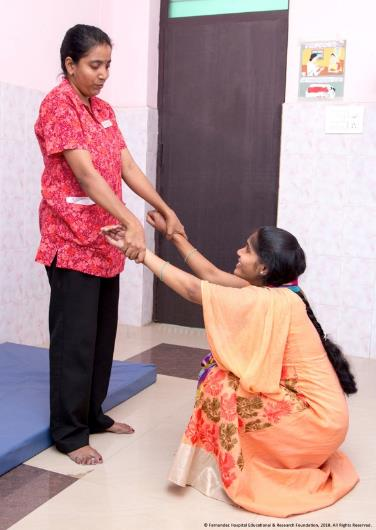 © Fernandez Hospital Educational & Research Foundation, 2018. All Rights Reserved.